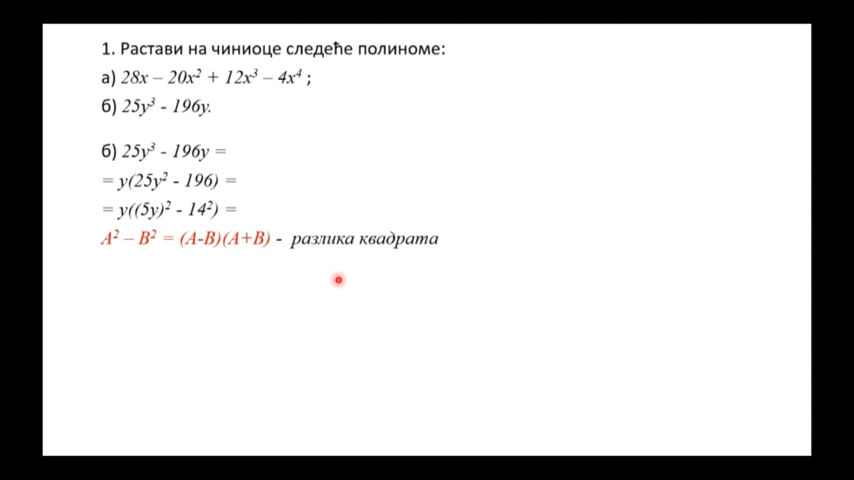 1. Растави на чиниоце следеће полиноме:
а) 28x – 20x² + 12x³ – 4x⁴ ;
б) 25y³ - 196y.
б) 25y³ - 196y =
= y(25y² - 196) =
= y((5y)² - 14²) =
A² – B² = (A-B)(A+B) - разлика квадрата